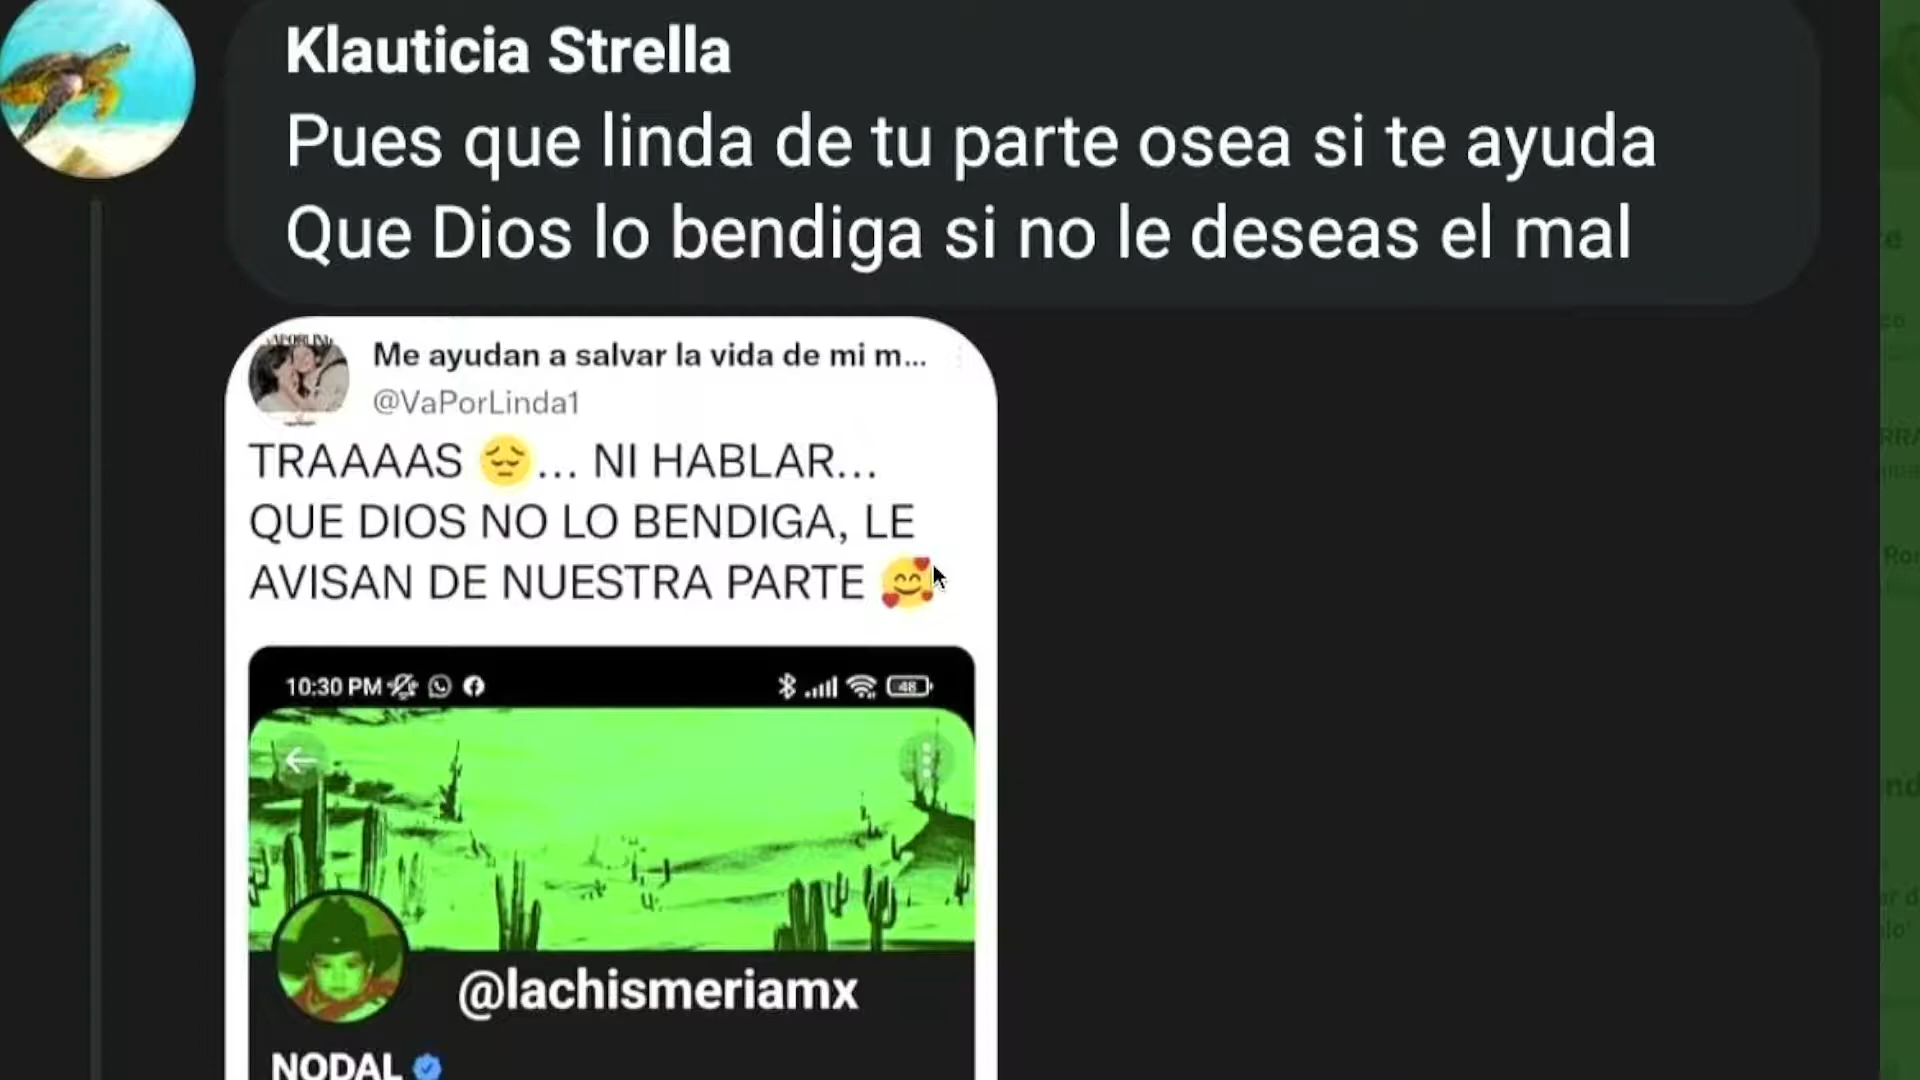 Klauticia Strella
Pues que linda de tu parte osea si te ayuda
Que Dios lo bendiga si no le deseas el mal
Me ayudan a salvar la vida de mi m...
@VaPorLinda1
TRAAAAS 😔... NI HABLAR...
QUE DIOS NO LO BENDIGA, LE
AVISAN DE NUESTRA PARTE 🥰
10:30 PM
48
@lachismeriamx
NODAL